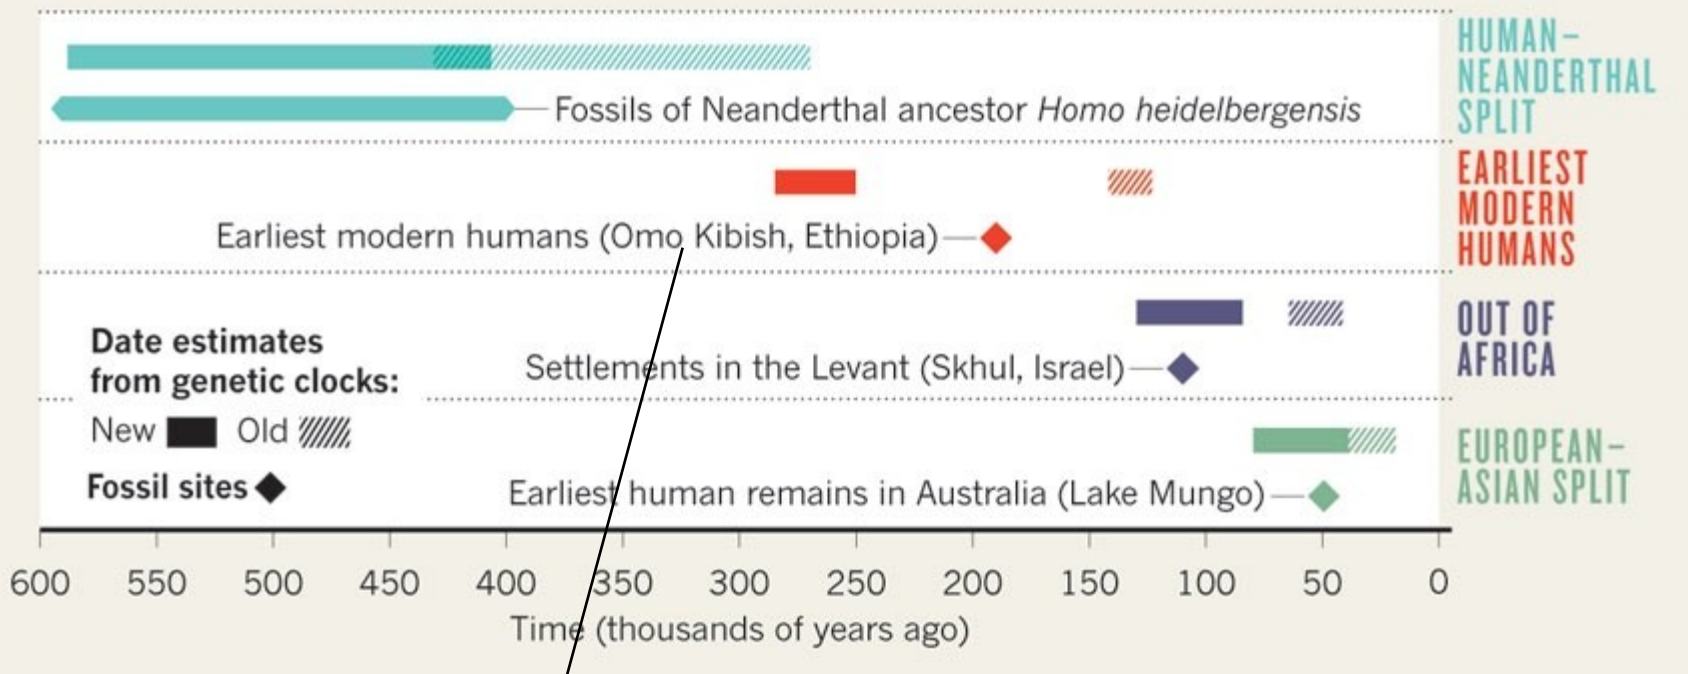 HUMAN–
NEANDERTHAL
SPLIT
Fossils of Neanderthal ancestor Homo heidelbergensis
EARLIEST
MODERN
HUMANS
Earliest modern humans (Omo Kibish, Ethiopia)
OUT OF
AFRICA
Settlements in the Levant (Skhul, Israel)
EUROPEAN–
ASIAN SPLIT
Earliest human remains in Australia (Lake Mungo)
Date estimates
from genetic clocks:
New Old
Fossil sites
600 550 500 450 400 350 300 250 200 150 100 50 0
Time (thousands of years ago)